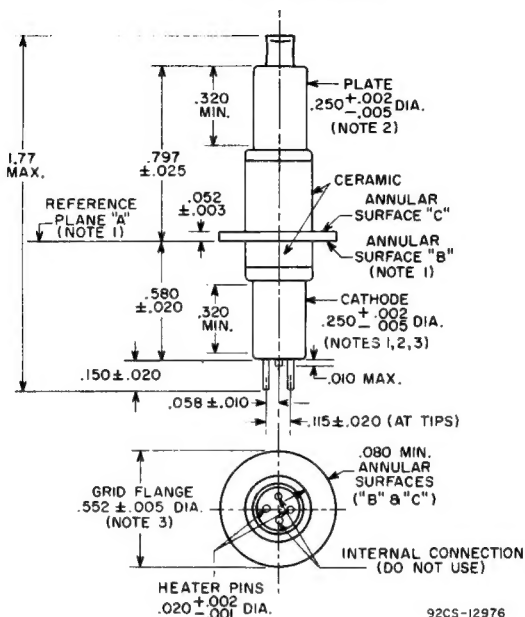 PLATE
.250 +.002 -.005 DIA.
(NOTE 2)
.320
MIN.
1.77
MAX.
.797
±.025
CERAMIC
REFERENCE
PLANE "A"
(NOTE 1)
.052
±.003
ANNULAR
SURFACE "C"
ANNULAR
SURFACE "B"
(NOTE 1)
.580
±.020
.320
MIN.
CATHODE
.250 +.002 -.005 DIA.
(NOTES 1,2,3)
.150±.020
.010 MAX.
.058±.010
.115±.020 (AT TIPS)
GRID FLANGE
.552 ±.005 DIA.
(NOTE 3)
.080 MIN.
ANNULAR
SURFACES
("B" & "C")
INTERNAL CONNECTION
(DO NOT USE)
HEATER PINS
.020 +.002 -.001 DIA.
92CS-12976